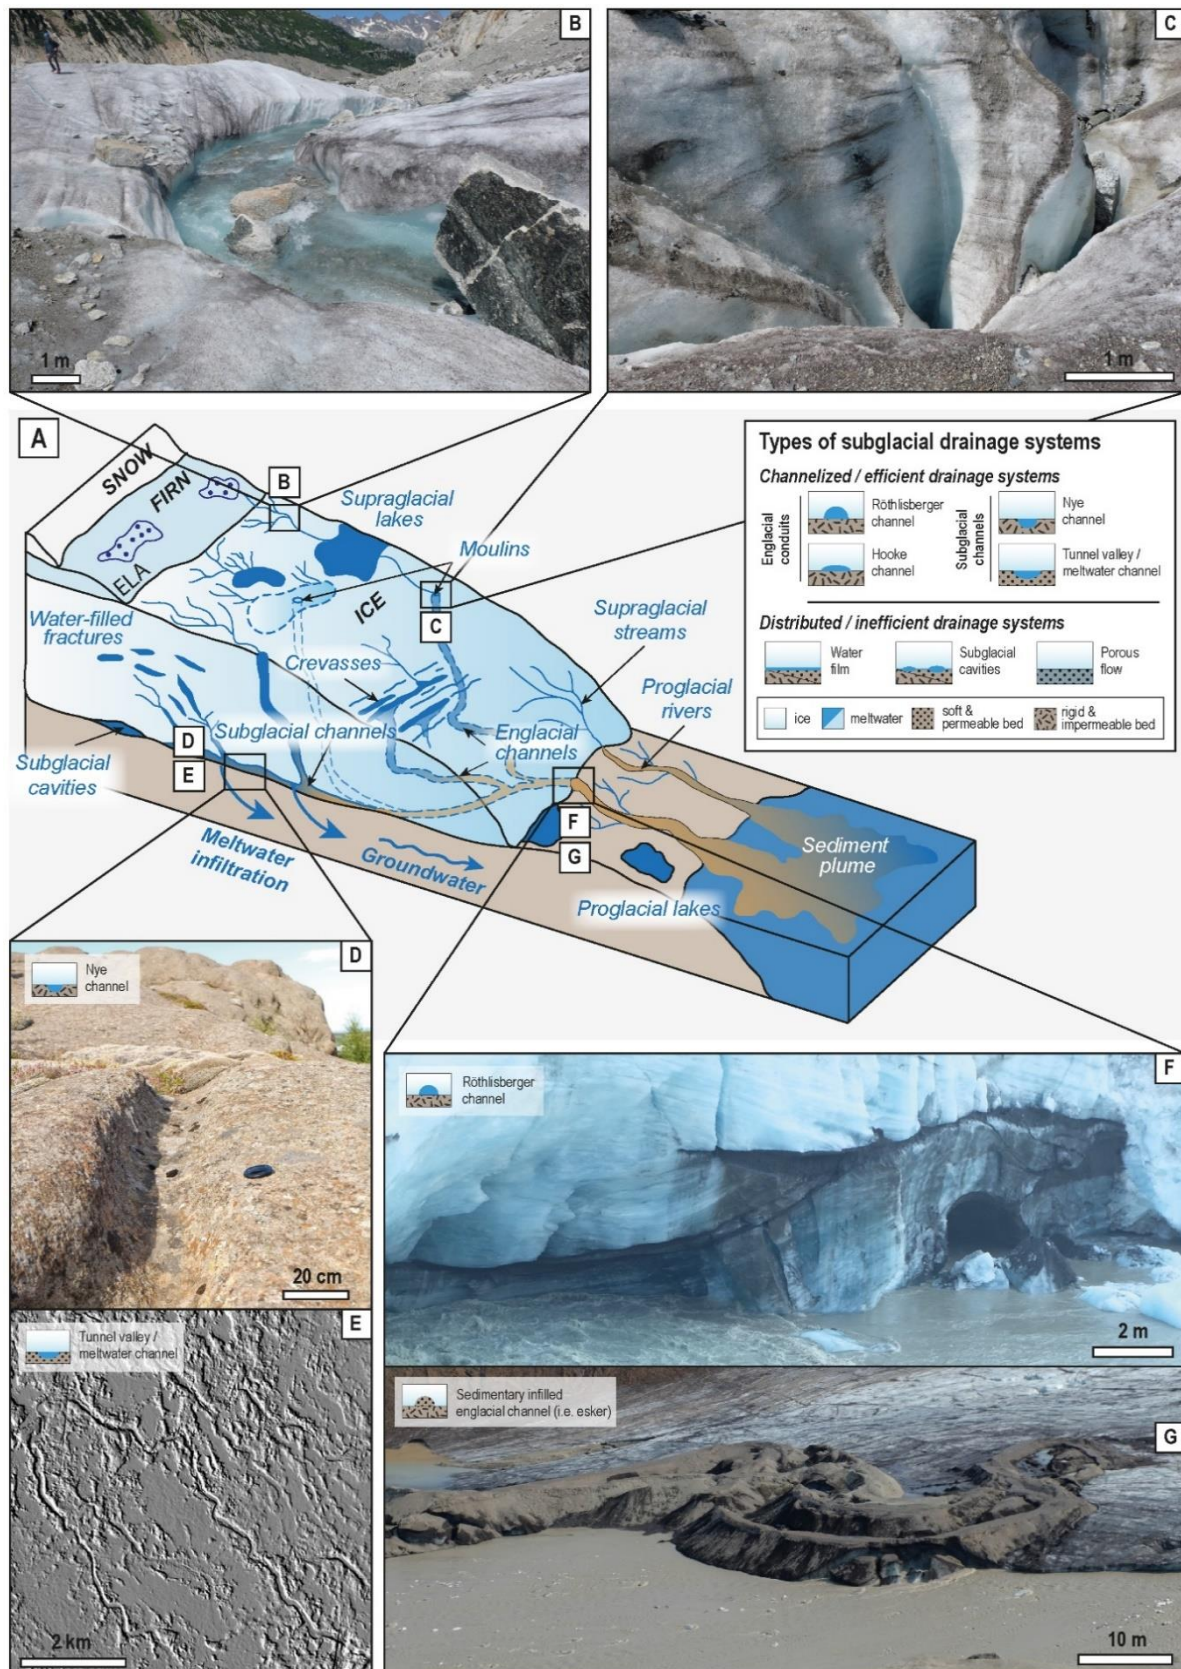 B
1 m
C
1 m
A
SNOW
FIRN
ELA
B
Supraglacial
lakes
Moulins
ICE
C
Water-filled
fractures
Crevasses
Supraglacial
streams
Proglacial
rivers
Subglacial channels
Englacial
channels
D
E
Subglacial
cavities
F
G
Meltwater
infiltration
Groundwater
Sediment
plume
Proglacial lakes
Types of subglacial drainage systems
Channelized / efficient drainage systems
Englacial
conduits
Röthlisberger
channel
Hooke
channel
Subglacial
channels
Nye
channel
Tunnel valley /
meltwater channel
Distributed / inefficient drainage systems
Water
film
Subglacial
cavities
Porous
flow
ice
meltwater
soft &
permeable bed
rigid &
impermeable bed
D
Nye
channel
20 cm
E
Tunnel valley /
meltwater channel
2 km
F
Röthlisberger
channel
2 m
Sedimentary infilled
englacial channel (i.e. esker)
G
10 m